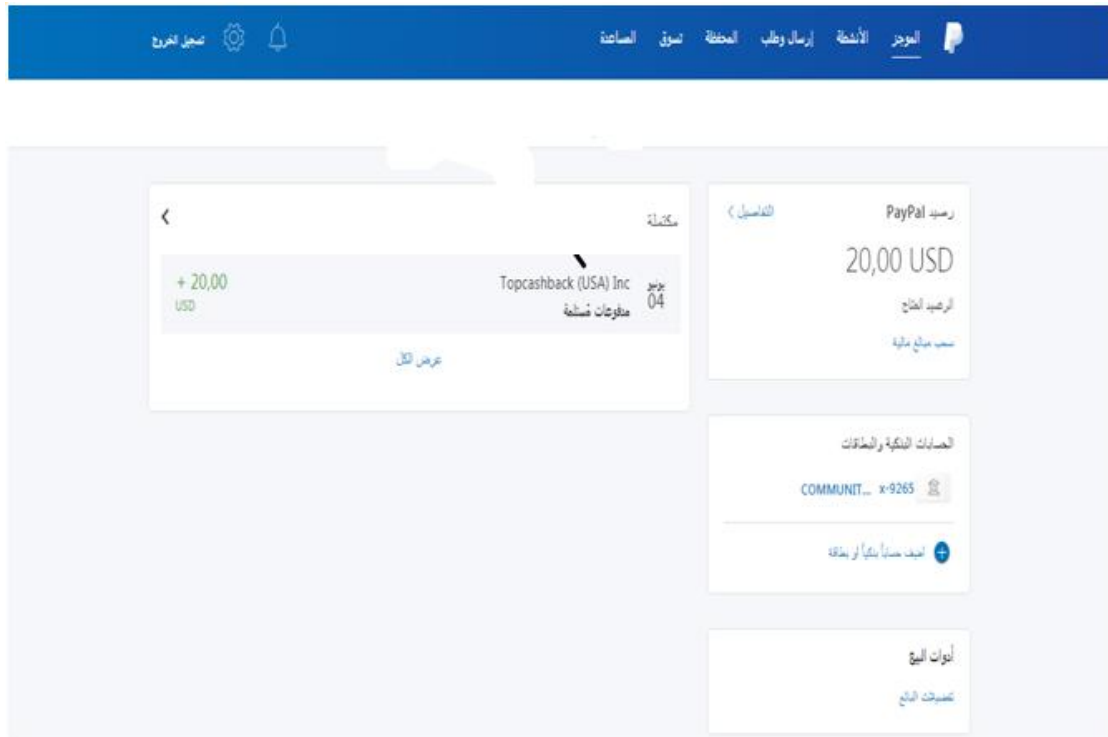 الموجز الأنشطة إرسال وطلب المحفظة تسوق المساعدة تسجيل الخروج
رصيد PayPal التفاصيل
20,00 USD
الرصيد المتاح
سحب مبالغ مالية
مكتملة
يونيو 04 Topcashback (USA) Inc + 20,00
مدفوعات مُستلمة USD
عرض الكل
الحسابات البنكية والبطاقات
COMMUNIT... x-9265
اضف حساباً بنكياً او بطاقة
أدوات البيع
تفضيلات البائع